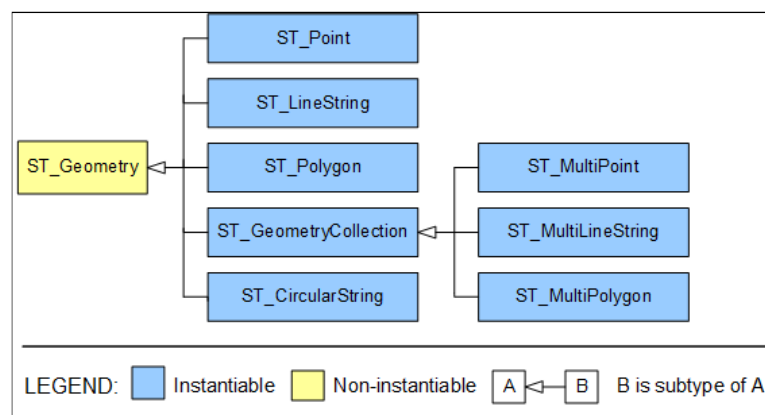 ST_Point
ST_LineString
ST_Geometry
ST_Polygon
ST_MultiPoint
ST_GeometryCollection
ST_MultiLineString
ST_CircularString
ST_MultiPolygon
LEGEND: Instantiable Non-instantiable A B B is subtype of A